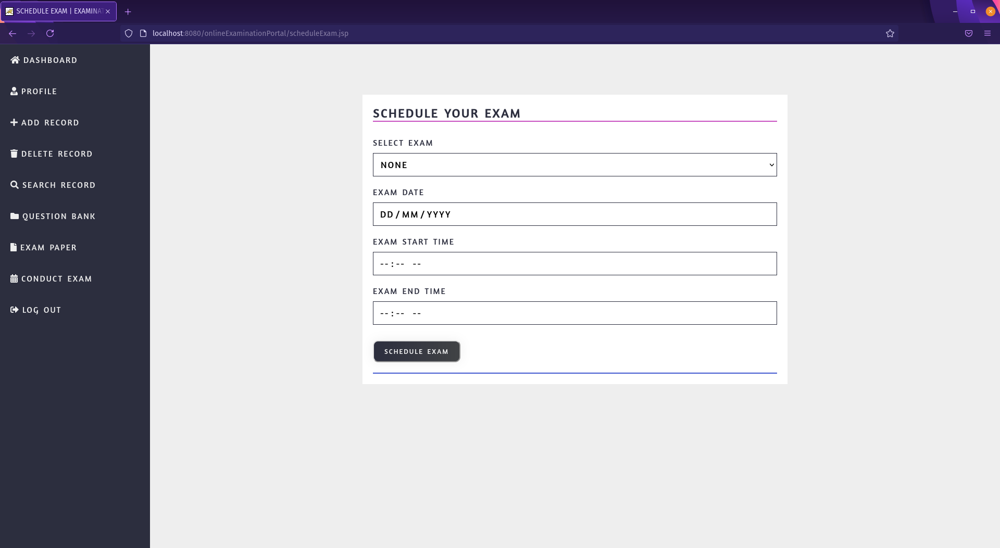 SCHEDULE EXAM | EXAMINAT
localhost:8080/onlineExaminationPortal/scheduleExam.jsp
DASHBOARD
PROFILE
ADD RECORD
DELETE RECORD
SEARCH RECORD
QUESTION BANK
EXAM PAPER
CONDUCT EXAM
LOG OUT
SCHEDULE YOUR EXAM
SELECT EXAM
NONE
EXAM DATE
DD/MM/YYYY
EXAM START TIME
--:-- --
EXAM END TIME
--:-- --
SCHEDULE EXAM